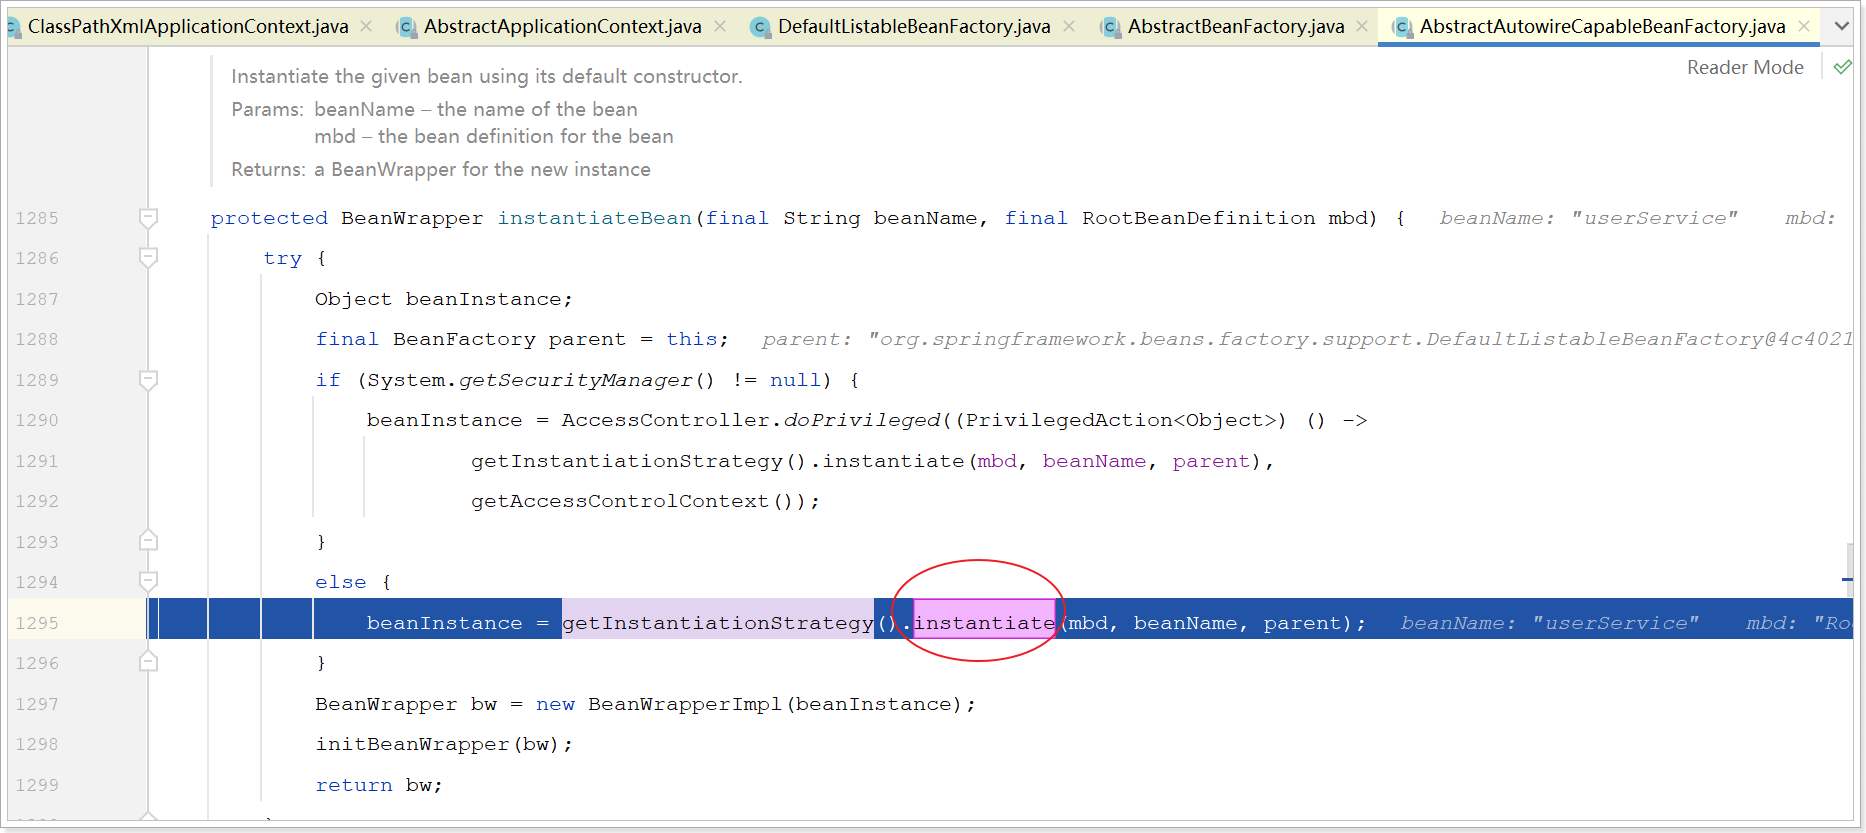 ClassPathXmlApplicationContext.java AbstractApplicationContext.java DefaultListableBeanFactory.java AbstractBeanFactory.java AbstractAutowireCapableBeanFactory.java
Reader Mode
Instantiate the given bean using its default constructor.
Params: beanName – the name of the bean
mbd – the bean definition for the bean
Returns: a BeanWrapper for the new instance
1285 protected BeanWrapper instantiateBean(final String beanName, final RootBeanDefinition mbd) { beanName: "userService" mbd:
1286 try {
1287 Object beanInstance;
1288 final BeanFactory parent = this; parent: "org.springframework.beans.factory.support.DefaultListableBeanFactory@4c4021
1289 if (System.getSecurityManager() != null) {
1290 beanInstance = AccessController.doPrivileged((PrivilegedAction<Object>) () ->
1291 getInstantiationStrategy().instantiate(mbd, beanName, parent),
1292 getAccessControlContext());
1293 }
1294 else {
1295 beanInstance = getInstantiationStrategy().instantiate(mbd, beanName, parent); beanName: "userService" mbd: "Ro
1296 }
1297 BeanWrapper bw = new BeanWrapperImpl(beanInstance);
1298 initBeanWrapper(bw);
1299 return bw;